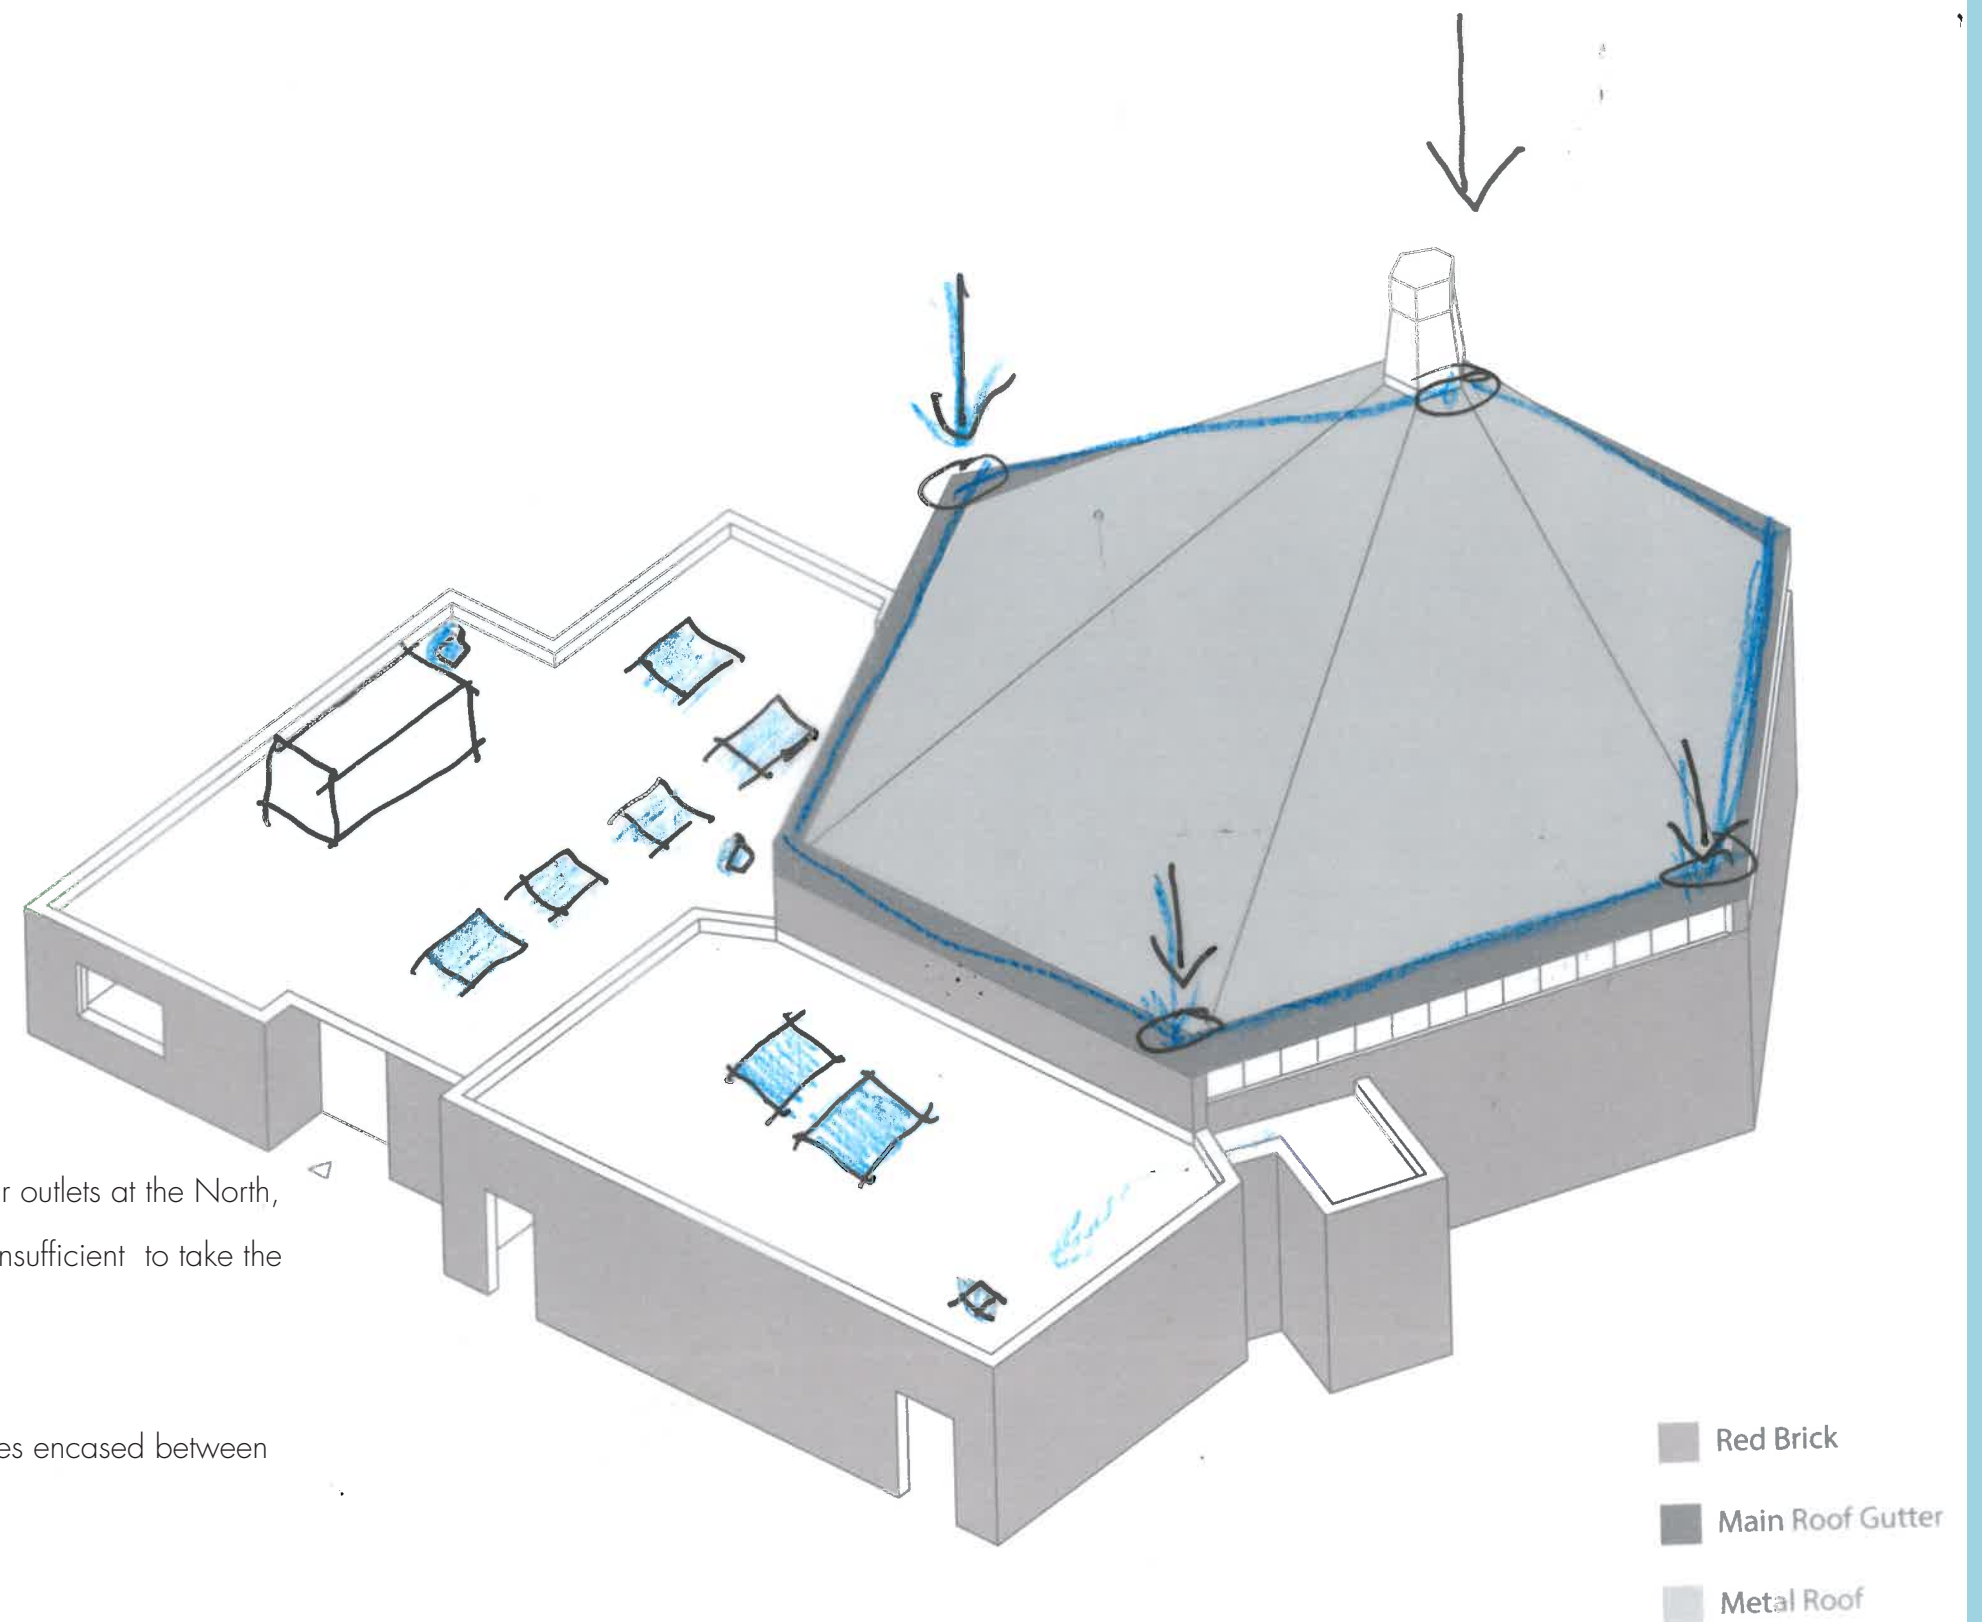 r outlets at the North,
nsufficient to take the
es encased between
Red Brick
Main Roof Gutter
Metal Roof